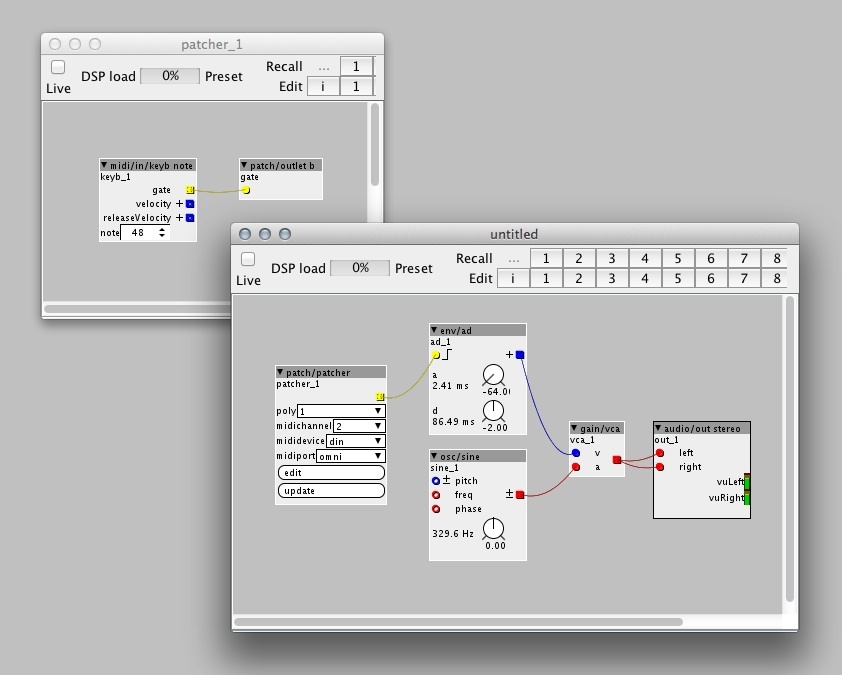 patcher_1
Live
DSP load 0% Preset
Recall ... 1
Edit i 1
midi/in/keyb note
keyb_1
gate
velocity +
releaseVelocity +
note 48
patch/outlet b
gate
untitled
Live
DSP load 0% Preset
Recall ... 1 2 3 4 5 6 7 8
Edit i 1 2 3 4 5 6 7 8
patch/patcher
patcher_1
poly 1
midichannel 2
mididevice din
midiport omni
edit
update
env/ad
ad_1
+
a
2.41 ms
-64.0
d
86.49 ms
-2.00
osc/sine
sine_1
± pitch
freq ±
phase
329.6 Hz
0.00
gain/vca
vca_1
v
a
audio/out stereo
out_1
left
right
vuLeft
vuRight